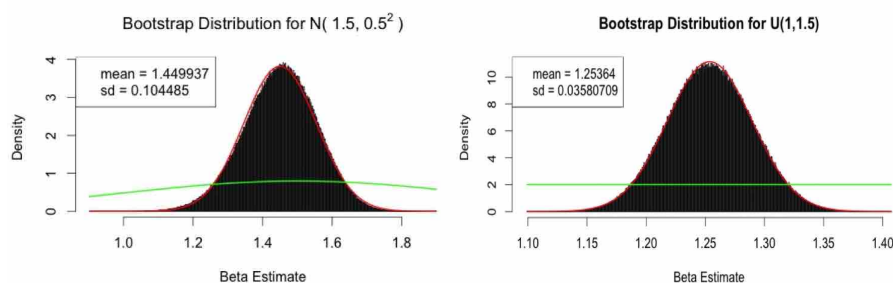 Bootstrap Distribution for N( 1.5, 0.5² )
mean = 1.449937
sd = 0.104485
Density
4
3
2
1
0
1.0 1.2 1.4 1.6 1.8
Beta Estimate
Bootstrap Distribution for U(1,1.5)
mean = 1.25364
sd = 0.03580709
Density
10
8
6
4
2
0
1.10 1.15 1.20 1.25 1.30 1.35 1.40
Beta Estimate